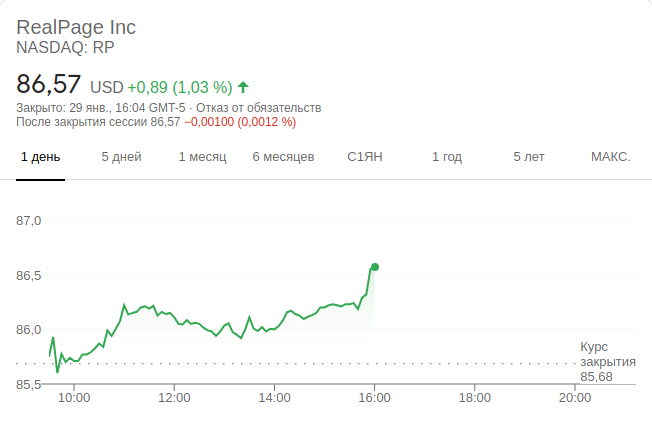 RealPage Inc
NASDAQ: RP
86,57 USD +0,89 (1,03 %)
Закрыто: 29 янв., 16:04 GMT-5 · Отказ от обязательств
После закрытия сессии 86,57 −0,00100 (0,0012 %)
1 день 5 дней 1 месяц 6 месяцев С1ЯН 1 год 5 лет МАКС.
87,0
86,5
86,0
Курс
закрытия
85,68
85,5
10:00 12:00 14:00 16:00 18:00 20:00